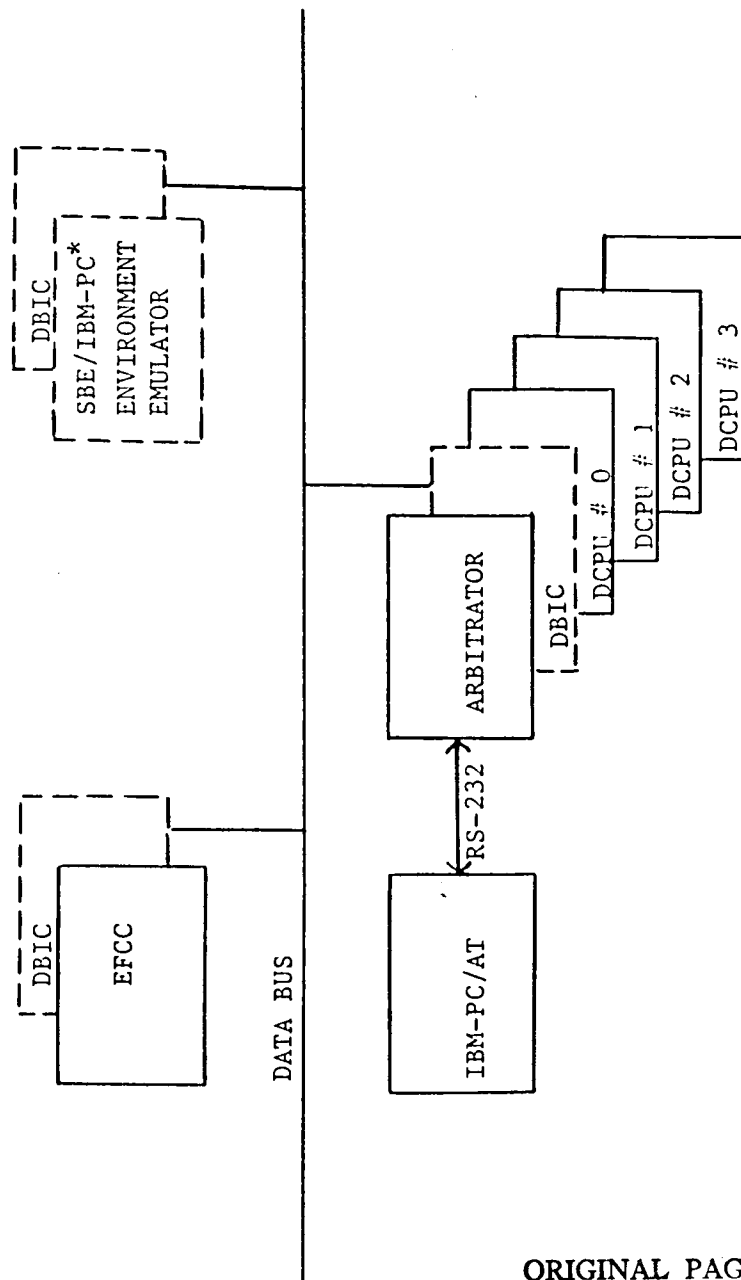 DBIC
EFCC
DBIC
SBE/IBM-PC*
ENVIRONMENT
EMULATOR
DATA BUS
IBM-PC/AT
RS-232
ARBITRATOR
DBIC
DCPU # 0
DCPU # 1
DCPU # 2
DCPU # 3
ORIGINAL PAG